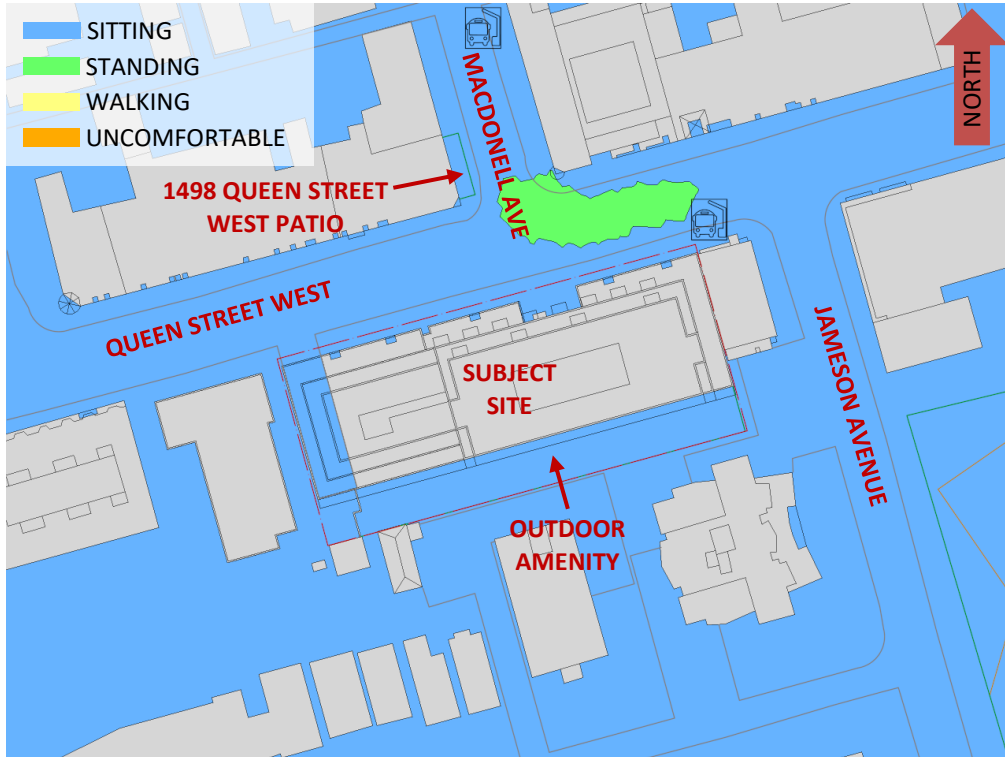 SITTING
STANDING
WALKING
UNCOMFORTABLE
NORTH
MACDONELL AVE
1498 QUEEN STREET
WEST PATIO
QUEEN STREET WEST
JAMESON AVENUE
SUBJECT
SITE
OUTDOOR
AMENITY